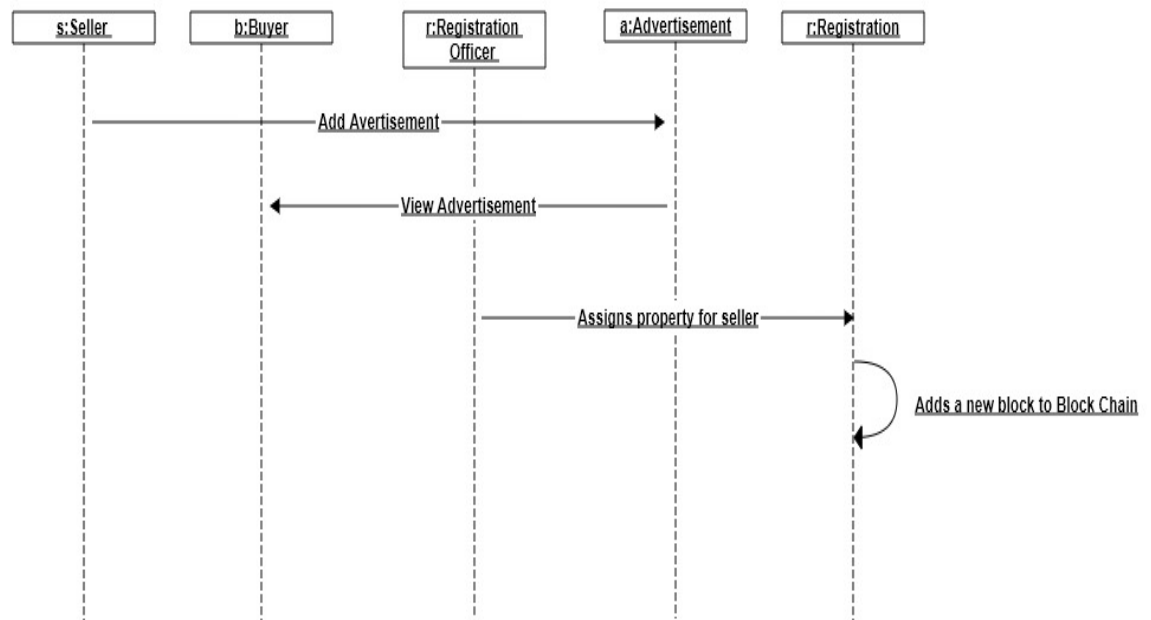 s:Seller
b:Buyer
r:Registration
Officer
a:Advertisement
r:Registration
Add Avertisement
View Advertisement
Assigns property for seller
Adds a new block to Block Chain